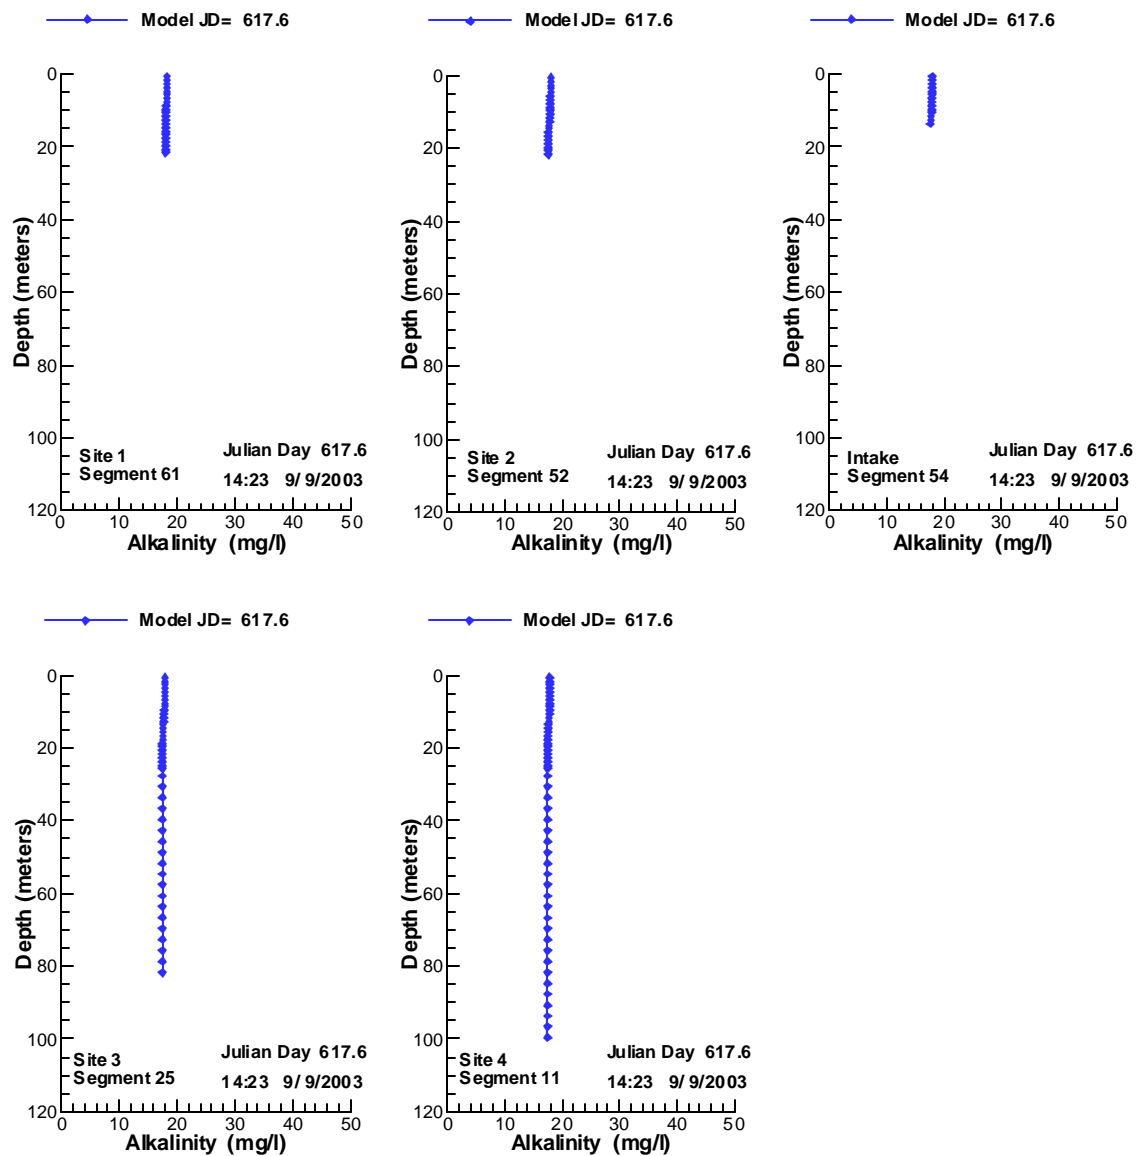 Model JD= 617.6
0
20
40
60
80
100
120
Depth (meters)
Site 1
Segment 61
Julian Day 617.6
14:23 9/ 9/2003
0 10 20 30 40 50
Alkalinity (mg/l)
Model JD= 617.6
0
20
40
60
80
100
120
Depth (meters)
Site 2
Segment 52
Julian Day 617.6
14:23 9/ 9/2003
0 10 20 30 40 50
Alkalinity (mg/l)
Model JD= 617.6
0
20
40
60
80
100
120
Depth (meters)
Intake
Segment 54
Julian Day 617.6
14:23 9/ 9/2003
0 10 20 30 40 50
Alkalinity (mg/l)
Model JD= 617.6
0
20
40
60
80
100
120
Depth (meters)
Site 3
Segment 25
Julian Day 617.6
14:23 9/ 9/2003
0 10 20 30 40 50
Alkalinity (mg/l)
Model JD= 617.6
0
20
40
60
80
100
120
Depth (meters)
Site 4
Segment 11
Julian Day 617.6
14:23 9/ 9/2003
0 10 20 30 40 50
Alkalinity (mg/l)